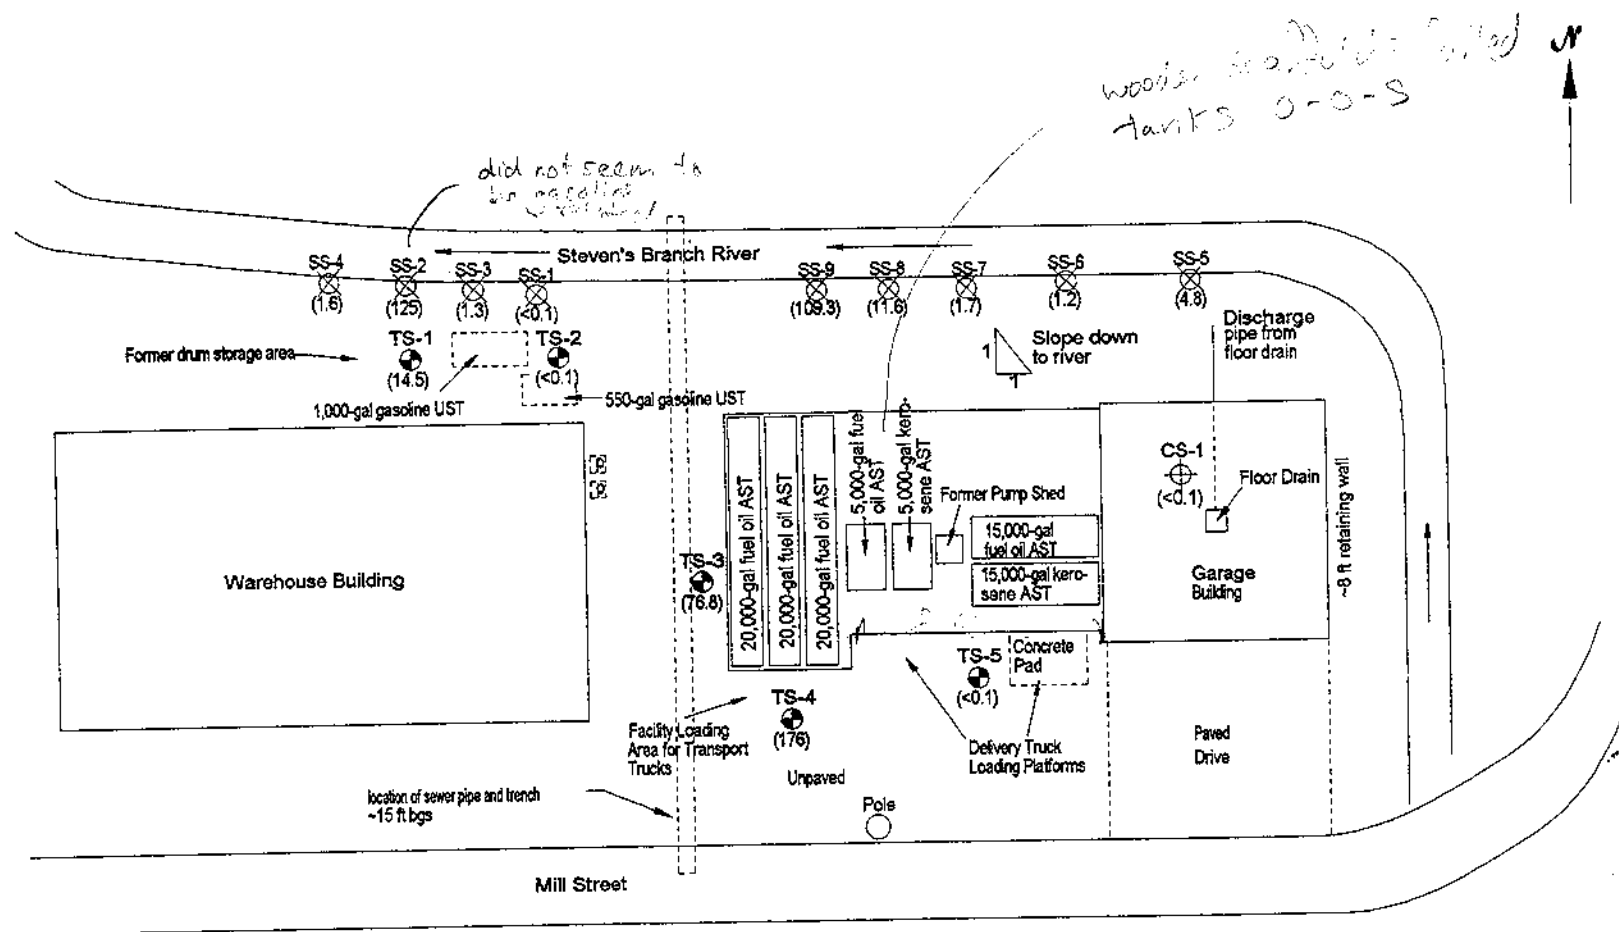 N
tanks 0-0-S
did not seem to
be gasoline
Steven's Branch River
SS-4
(1.6)
SS-2
(125)
SS-3
(1.3)
SS-1
(<0.1)
SS-9
(109.3)
SS-8
(11.6)
SS-7
(1.7)
SS-6
(1.2)
SS-5
(4.8)
Former drum storage area
TS-1
(14.5)
TS-2
(<0.1)
1,000-gal gasoline UST
550-gal gasoline UST
1
1
Slope down
to river
Discharge
pipe from
floor drain
Warehouse Building
20,000-gal fuel oil AST
20,000-gal fuel oil AST
20,000-gal fuel oil AST
5,000-gal fuel
oil AST
5,000-gal kero-
sene AST
Former Pump Shed
15,000-gal
fuel oil AST
15,000-gal kero-
sene AST
CS-1
(<0.1)
Floor Drain
Garage
Building
~8 ft retaining wall
TS-3
(76.8)
TS-4
(176)
TS-5
(<0.1)
Concrete
Pad
Facility Loading
Area for Transport
Trucks
Delivery Truck
Loading Platforms
Paved
Drive
Unpaved
location of sewer pipe and trench
~15 ft bgs
Pole
Mill Street